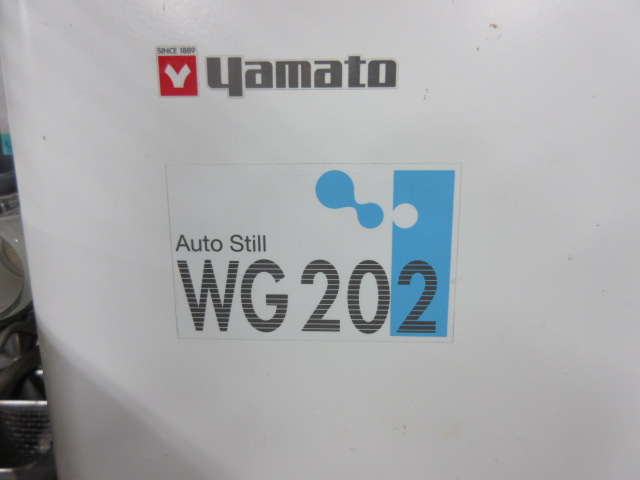 SINCE 1889
yamato
Auto Still
WG 202